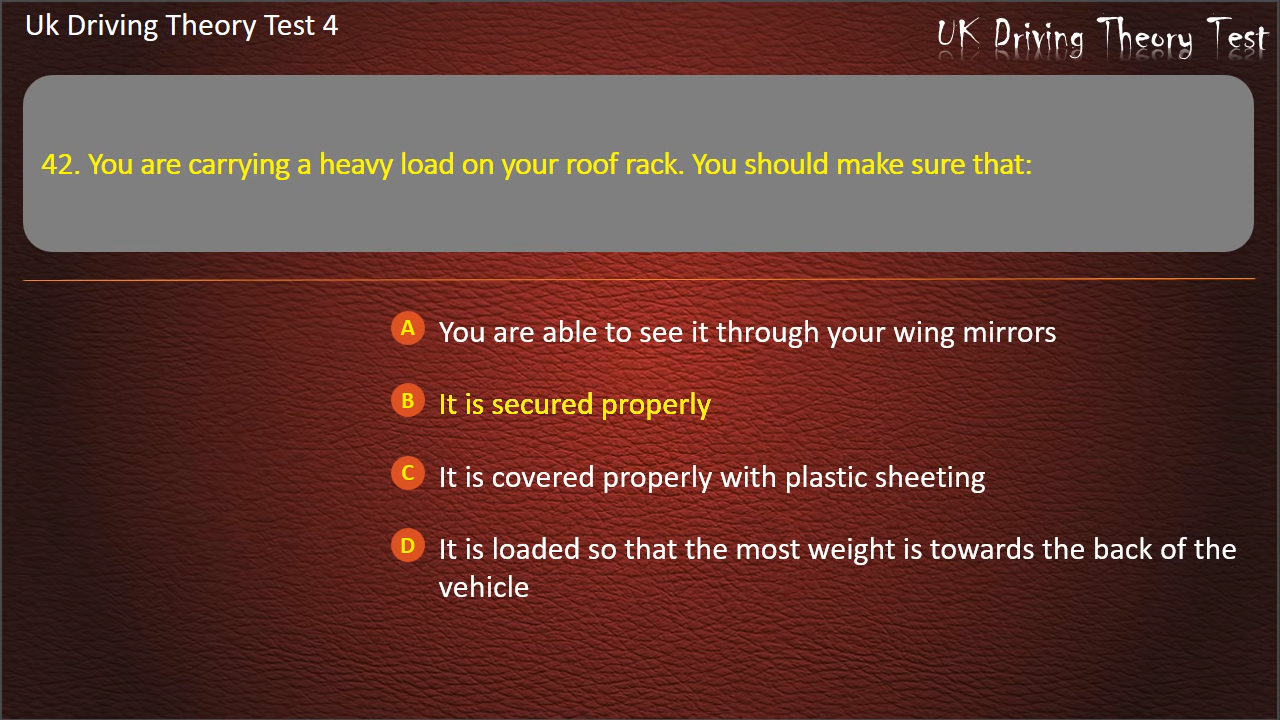 Uk Driving Theory Test 4
UK Driving Theory Test
42. You are carrying a heavy load on your roof rack. You should make sure that:
A You are able to see it through your wing mirrors
B It is secured properly
C It is covered properly with plastic sheeting
D It is loaded so that the most weight is towards the back of the
vehicle